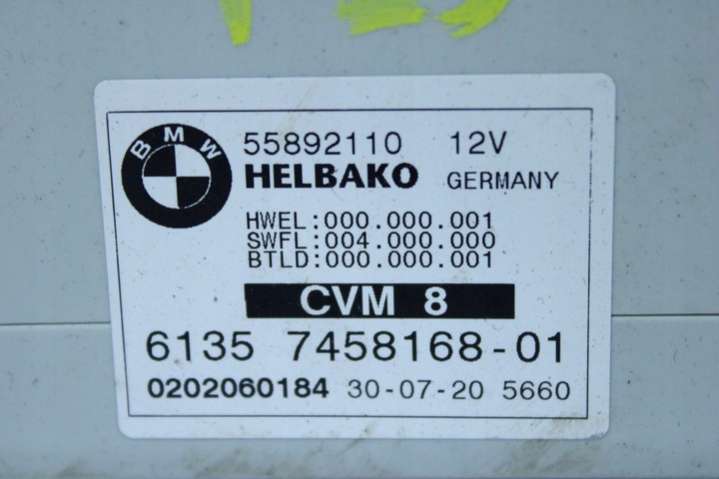 BMW
55892110 12V
HELBAKO GERMANY
HWEL:000.000.001
SWFL:004.000.000
BTLD:000.000.001
CVM 8
6135 7458168-01
0202060184 30-07-20 5660